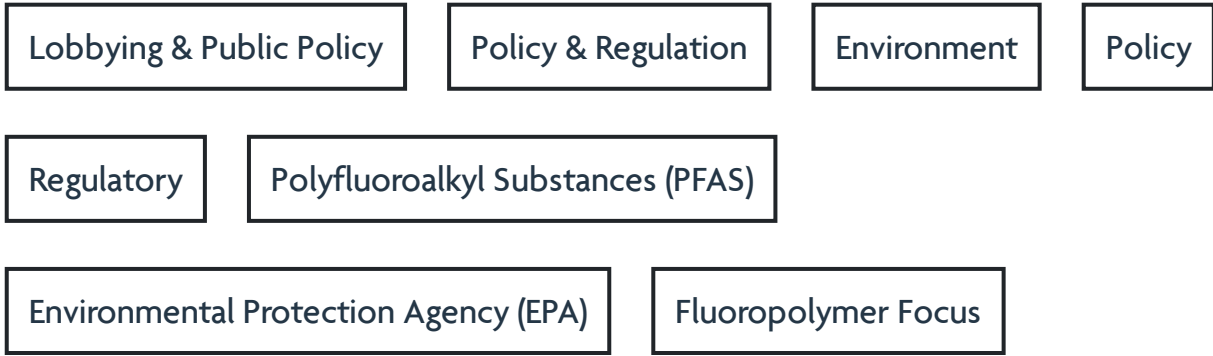 Lobbying & Public Policy Policy & Regulation Environment Policy
Regulatory Polyfluoroalkyl Substances (PFAS)
Environmental Protection Agency (EPA) Fluoropolymer Focus